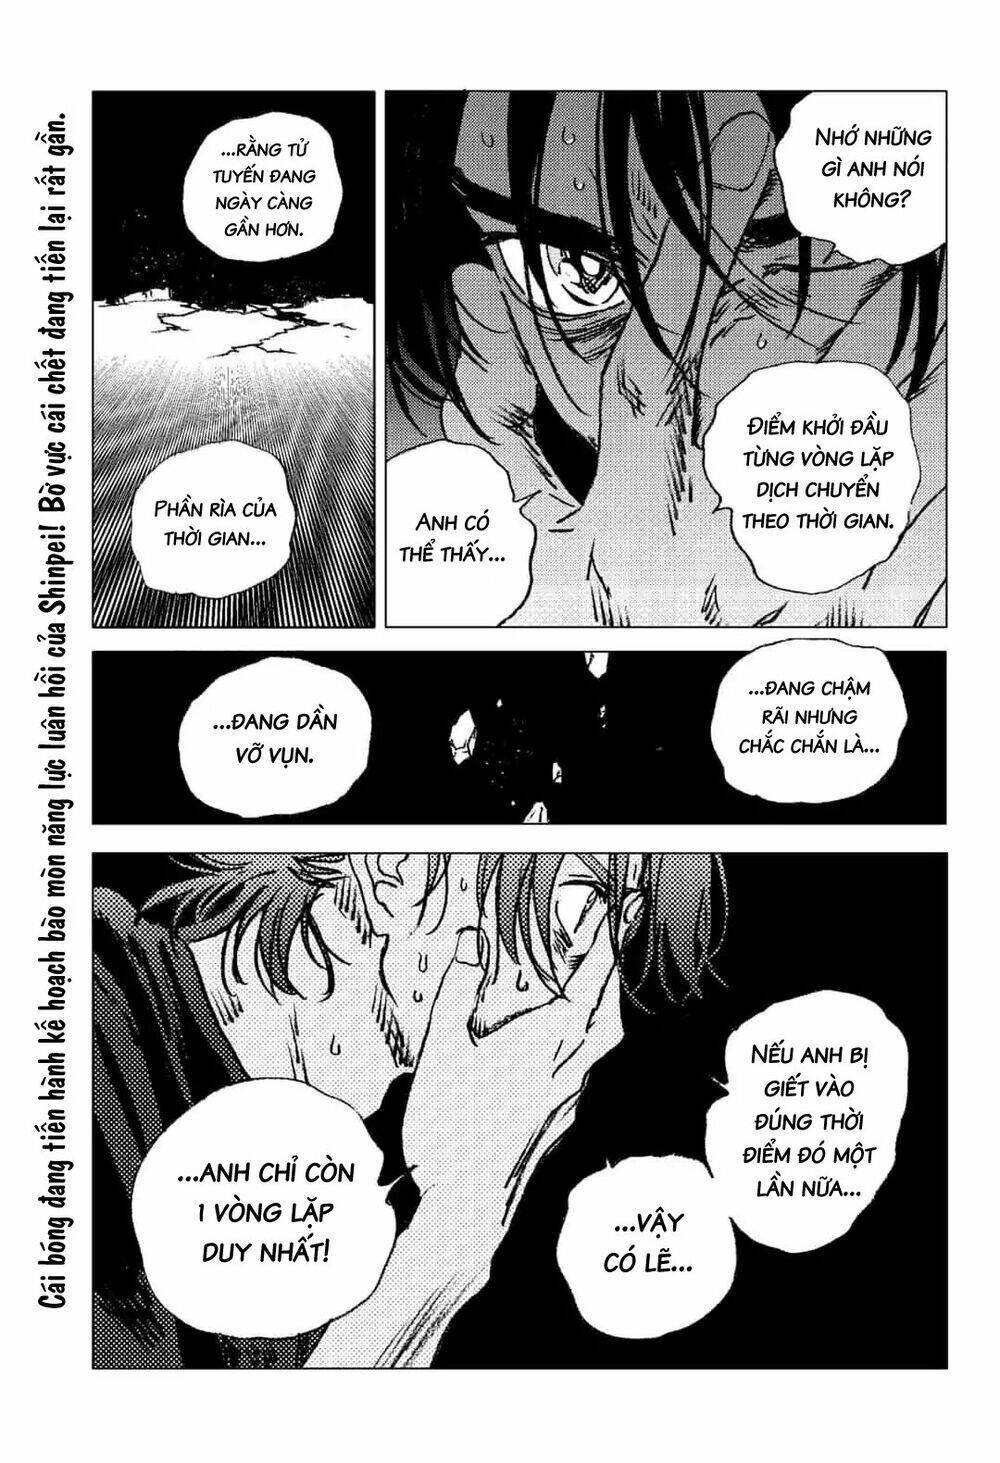 NHỚ NHỮNG
GÌ ANH NÓI
KHÔNG?
ĐIỂM KHỞI ĐẦU
TỪNG VÒNG LẶP
DỊCH CHUYỂN
THEO THỜI GIAN.
ANH CÓ
THỂ THẤY...
...RẰNG TỬ
TUYẾN ĐANG
NGÀY CÀNG
GẦN HƠN.
PHẦN RÌA CỦA
THỜI GIAN...
...ĐANG CHẬM
RÃI NHƯNG
CHẮC CHẮN LÀ...
...ĐANG DẦN
VỠ VỤN.
NẾU ANH BỊ
GIẾT VÀO
ĐÚNG THỜI
ĐIỂM ĐÓ MỘT
LẦN NỮA...
...VẬY
CÓ LẼ...
...ANH CHỈ CÒN
1 VÒNG LẶP
DUY NHẤT!
Cái bóng đang tiến hành kế hoạch bào mòn năng lực luân hồi của Shinpei! Bờ vực cái chết đang tiến lại rất gần.